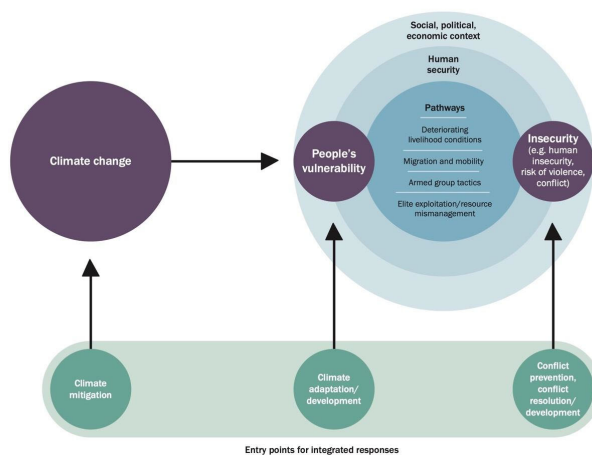 Social, political,
economic context
Human
security
Pathways
Deteriorating
livelihood conditions
Migration and mobility
Armed group tactics
Elite exploitation/resource
mismanagement
Climate change
People's
vulnerability
Insecurity
(e.g. human
insecurity,
risk of violence,
conflict)
Climate
mitigation
Climate
adaptation/
development
Conflict
prevention,
conflict
resolution/
development
Entry points for integrated responses